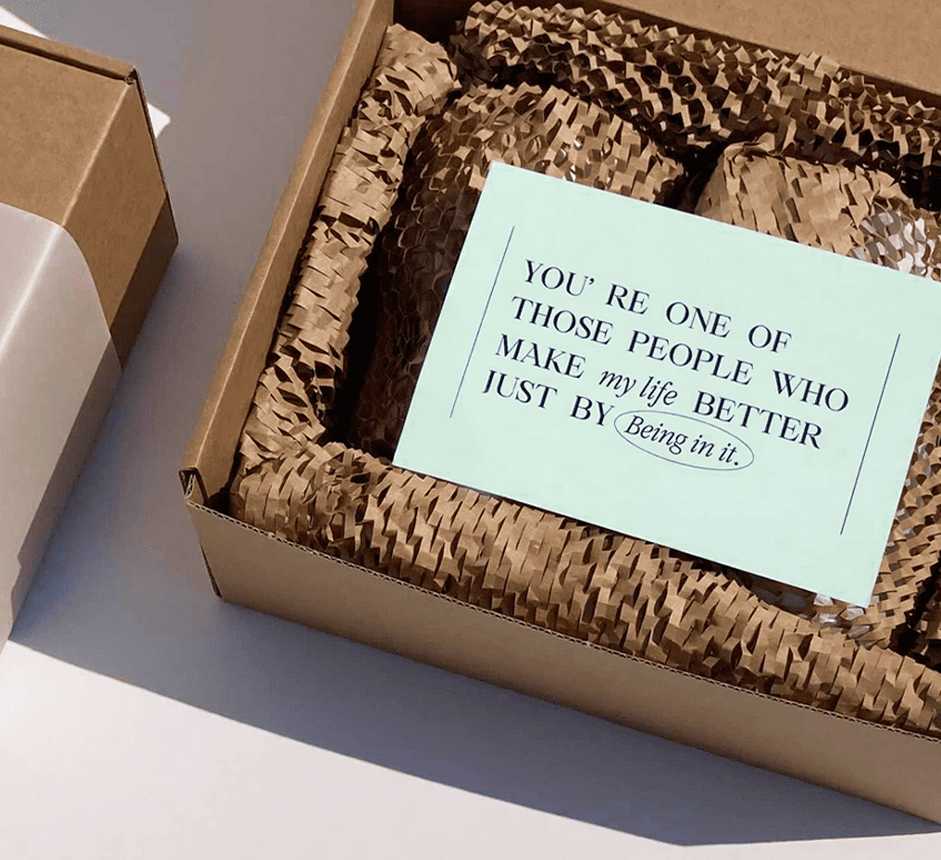 YOU' RE ONE OF
THOSE PEOPLE WHO
MAKE my life BETTER
JUST BY Being in it.